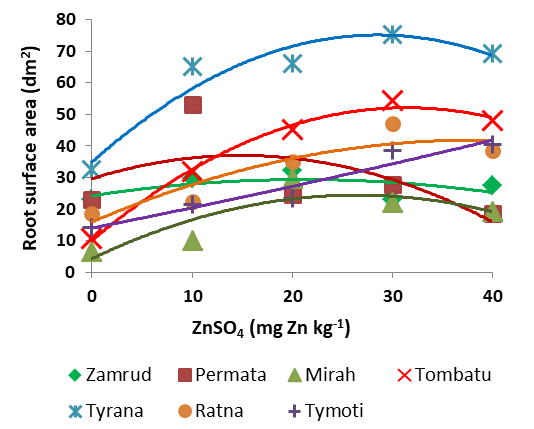 80
70
60
50
40
30
20
10
0
Root surface area (dm²)
0 10 20 30 40
ZnSO₄ (mg Zn kg⁻¹)
Zamrud Permata Mirah Tombatu
Tyrana Ratna Tymoti